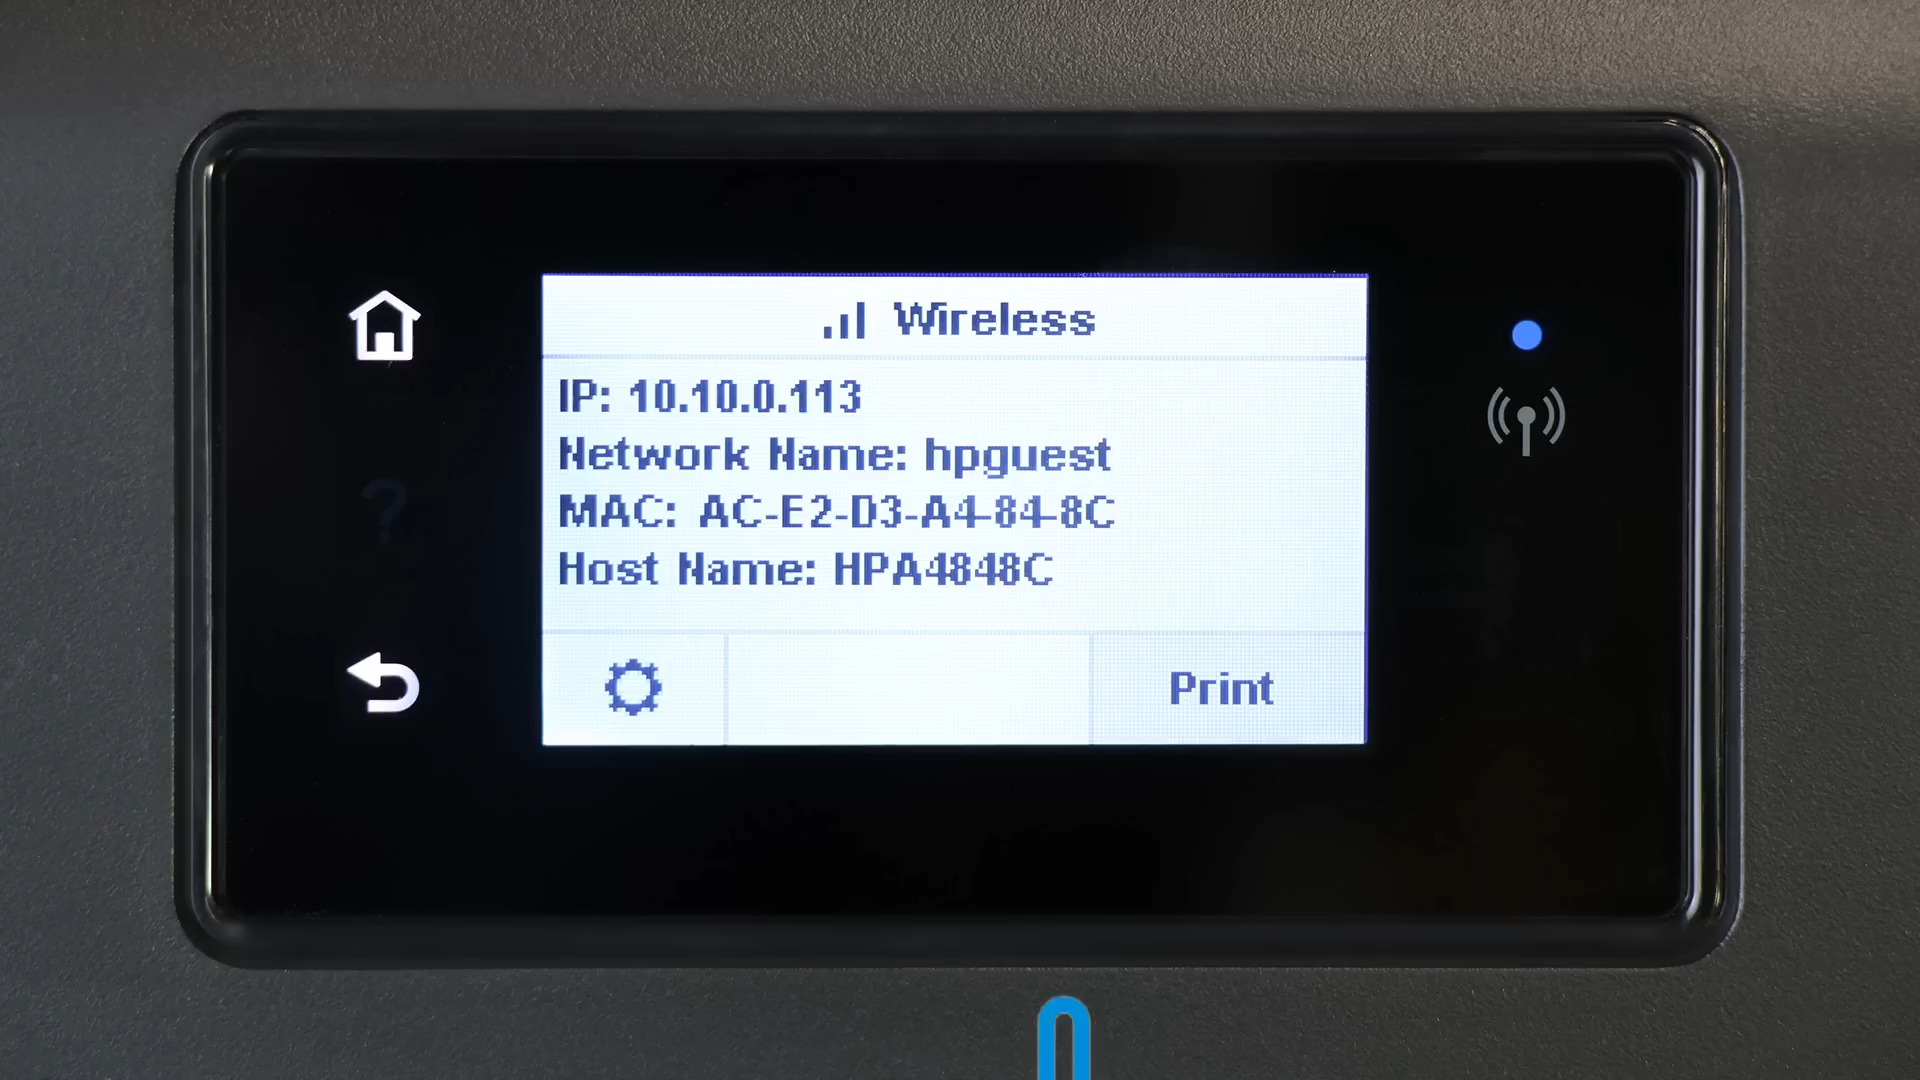 Wireless
IP: 10.10.0.113
Network Name: hpguest
MAC: AC-E2-D3-A4-84-8C
Host Name: HPA4848C
Print